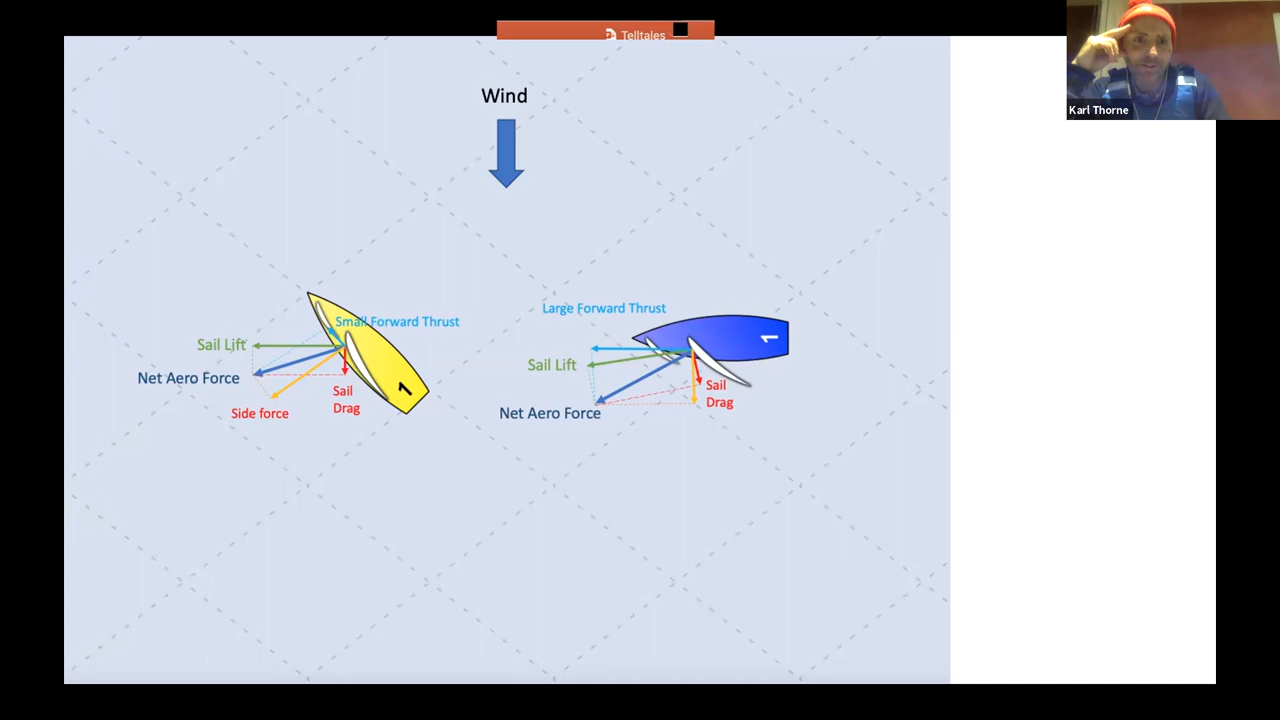 Telltales
Karl Thorne
Wind
Small Forward Thrust
Sail Lift
Net Aero Force
Side force
Sail
Drag
1
Large Forward Thrust
Sail Lift
Net Aero Force
Sail
Drag
1